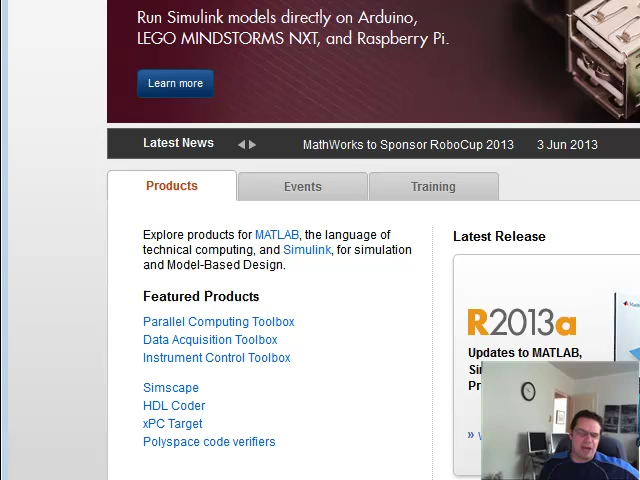 Run Simulink models directly on Arduino,
LEGO MINDSTORMS NXT, and Raspberry Pi.
Learn more
Latest News
MathWorks to Sponsor RoboCup 2013 3 Jun 2013
Products Events Training
Explore products for MATLAB, the language of
technical computing, and Simulink, for simulation
and Model-Based Design.
Featured Products
Parallel Computing Toolbox
Data Acquisition Toolbox
Instrument Control Toolbox
Simscape
HDL Coder
xPC Target
Polyspace code verifiers
Latest Release
R2013a
Updates to MATLAB,